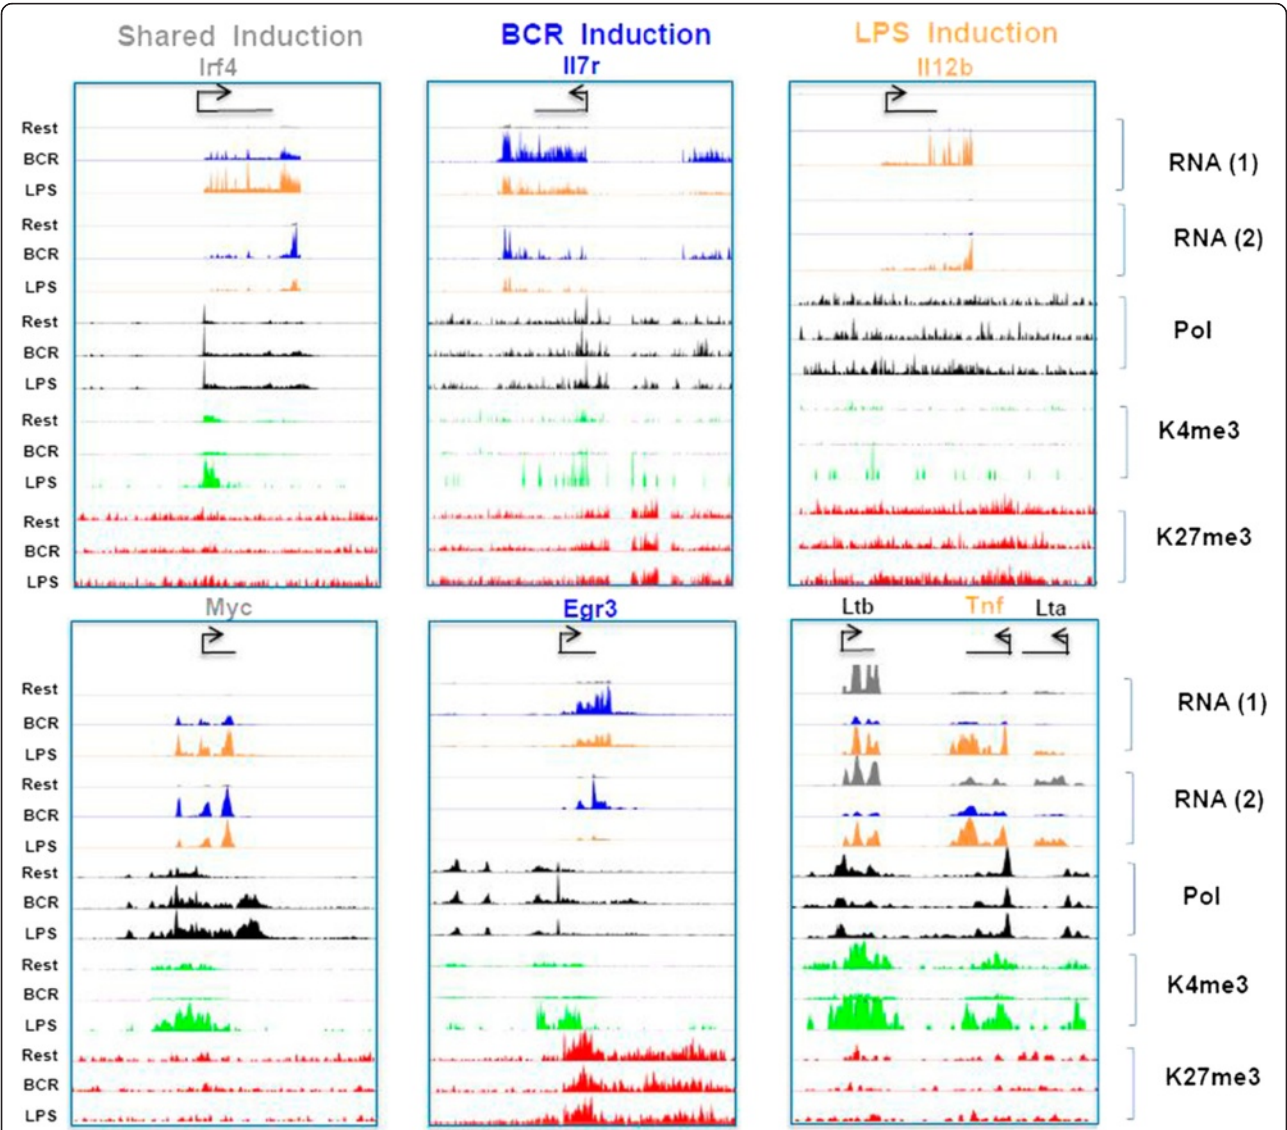 Shared Induction BCR Induction LPS Induction
Irf4 Il7r Il12b
Rest
BCR
LPS
RNA (1)
Rest
BCR
LPS
RNA (2)
Rest
BCR
LPS
Pol
Rest
BCR
LPS
K4me3
Rest
BCR
LPS
K27me3
Myc Egr3 Ltb Tnf Lta
Rest
BCR
LPS
RNA (1)
Rest
BCR
LPS
RNA (2)
Rest
BCR
LPS
Pol
Rest
BCR
LPS
K4me3
Rest
BCR
LPS
K27me3